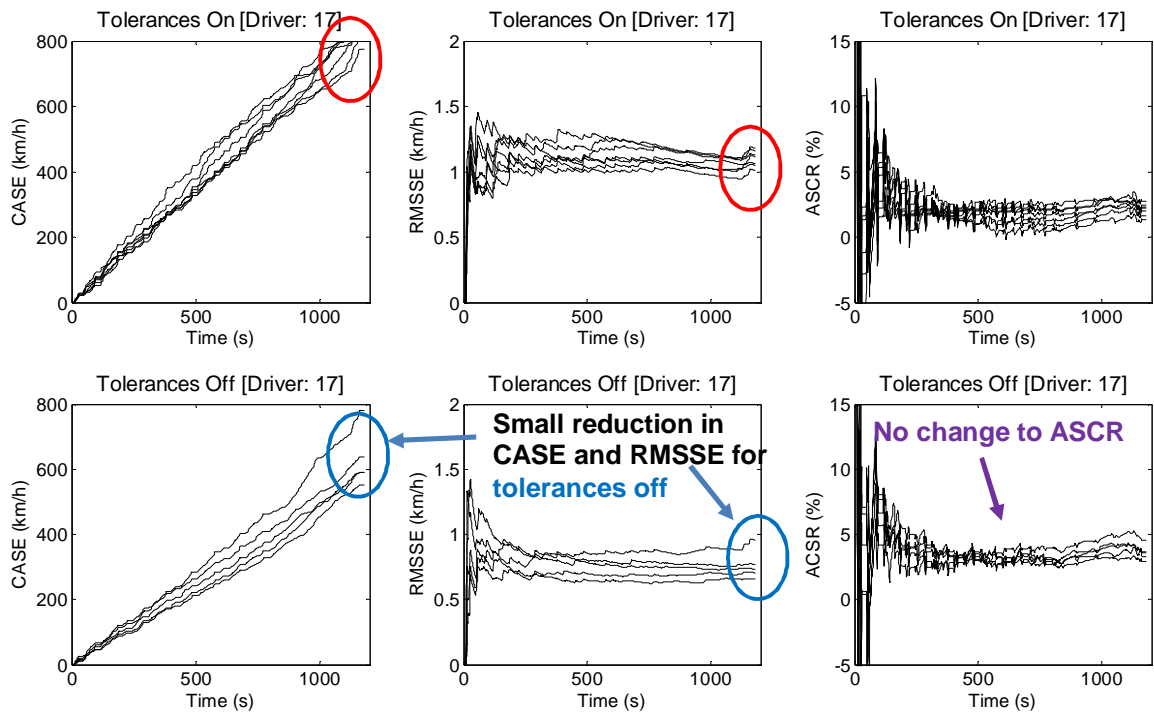 Tolerances On [Driver: 17]
CASE (km/h)
800
600
400
200
0
0 500 1000
Time (s)
Tolerances On [Driver: 17]
RMSSE (km/h)
2
1.5
1
0.5
0
0 500 1000
Time (s)
Tolerances On [Driver: 17]
ASCR (%)
15
10
5
0
-5
0 500 1000
Time (s)
Tolerances Off [Driver: 17]
CASE (km/h)
800
600
400
200
0
0 500 1000
Time (s)
Tolerances Off [Driver: 17]
RMSSE (km/h)
2
1.5
1
0.5
0
0 500 1000
Time (s)
Small reduction in
CASE and RMSSE for
tolerances off
Tolerances Off [Driver: 17]
ACSR (%)
15
10
5
0
-5
0 500 1000
Time (s)
No change to ASCR